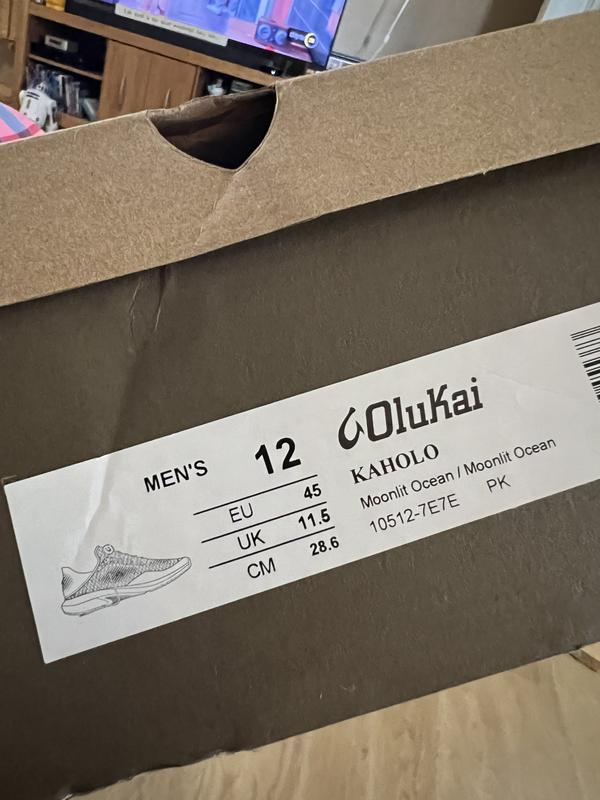 MEN'S 12
EU 45
UK 11.5
CM 28.6
OluKai
KAHOLO
Moonlit Ocean / Moonlit Ocean
10512-7E7E PK